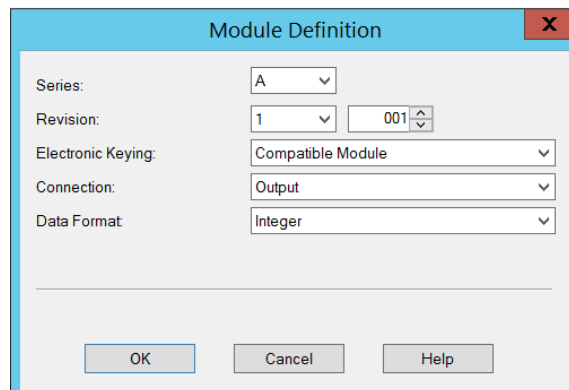 Module Definition
X
Series: A
Revision: 1 001
Electronic Keying: Compatible Module
Connection: Output
Data Format: Integer
OK Cancel Help